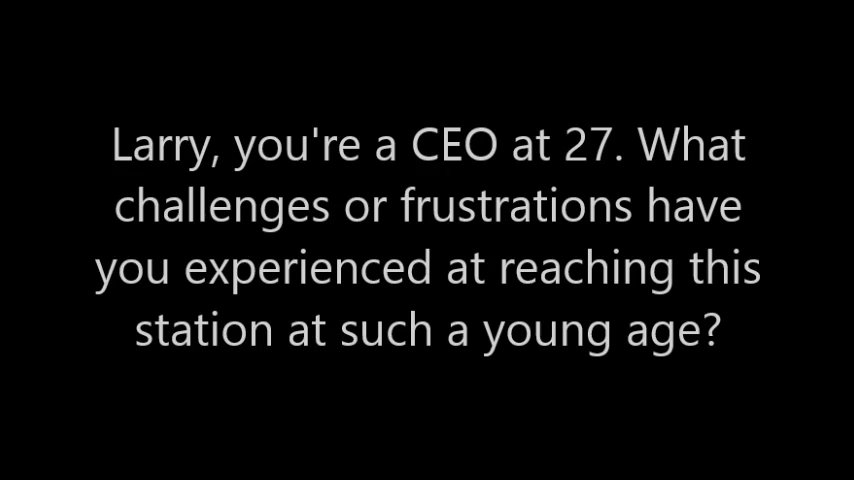 Larry, you're a CEO at 27. What
challenges or frustrations have
you experienced at reaching this
station at such a young age?